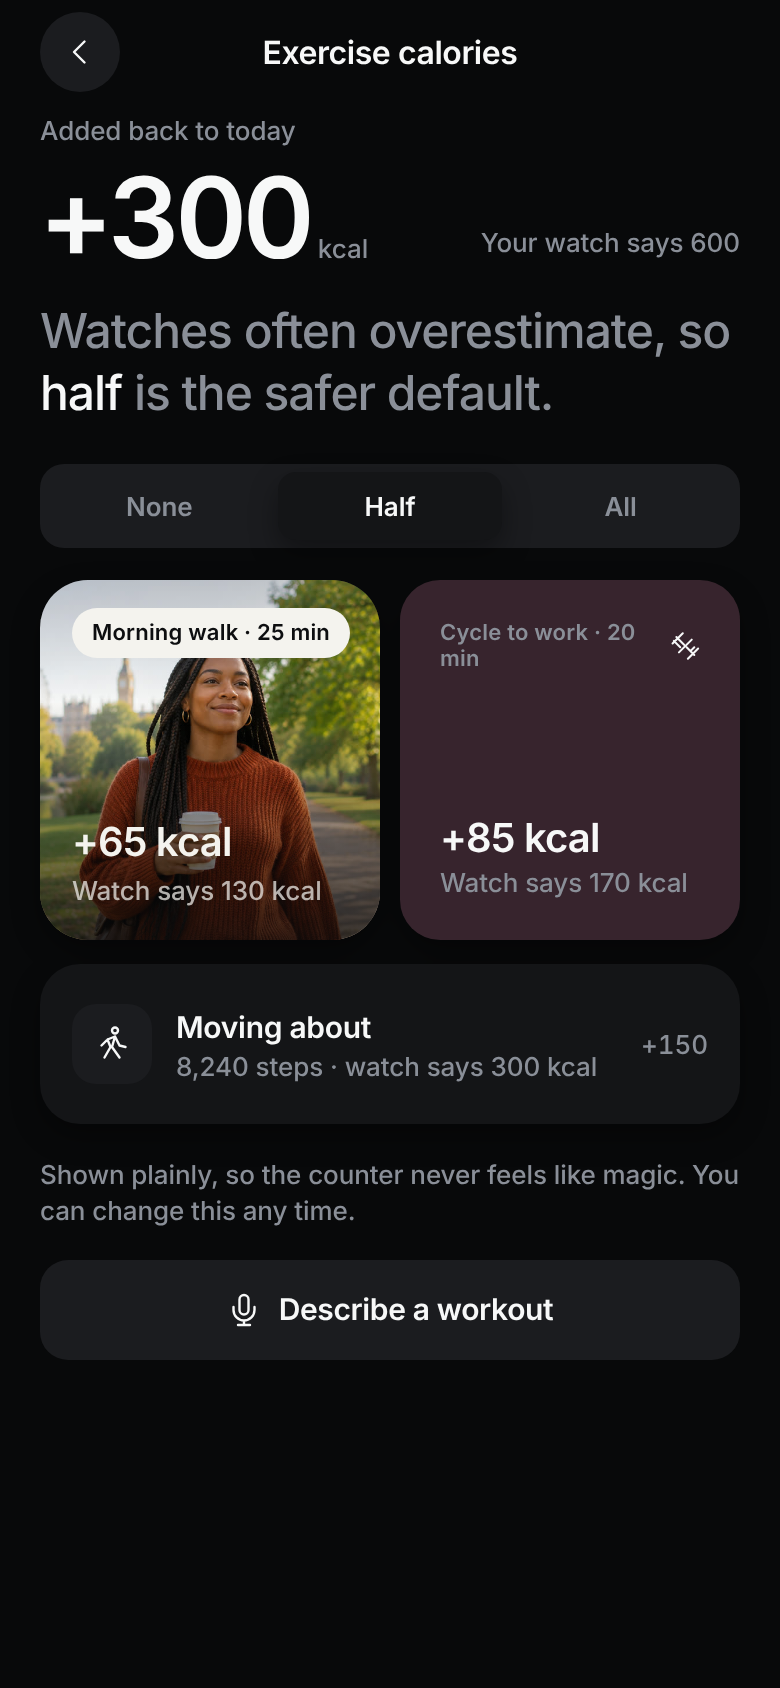 Exercise calories
Added back to today
+300 kcal
Your watch says 600
Watches often overestimate, so
half is the safer default.
None
Half
All
Morning walk · 25 min
+65 kcal
Watch says 130 kcal
Cycle to work · 20
min
+85 kcal
Watch says 170 kcal
Moving about
8,240 steps · watch says 300 kcal
+150
Shown plainly, so the counter never feels like magic. You
can change this any time.
Describe a workout